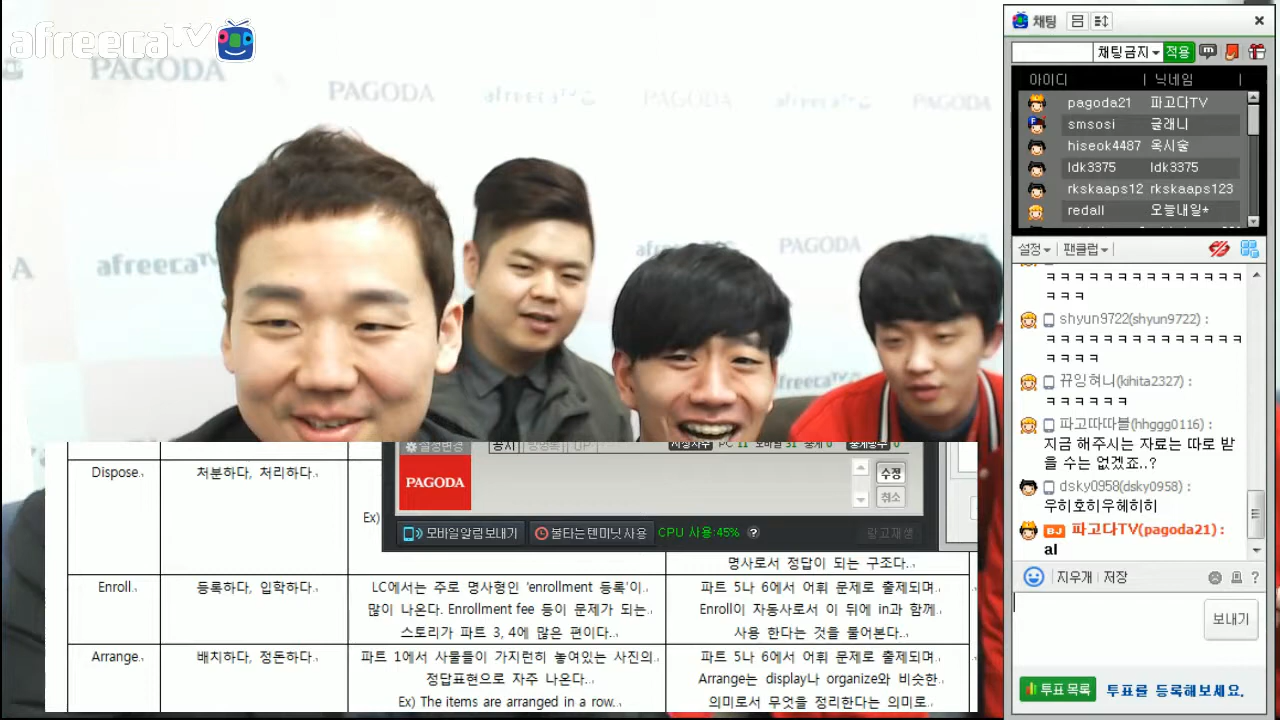 afreecaTV
PAGODA
PAGODA
afreecaTV
PAGODA
afreecaTV
PAGODA
A
afreecaTV
afreecaTV
PAGODA
afreecaTV
채팅
채팅금지
적용
아이디 | 닉네임 |
pagoda21 파고다TV
smsosi 글래니
hiseok4487 옥시술
ldk3375 ldk3375
rkskaaps12 rkskaaps123
redall 오늘내일*
설정 | 팬클럽 |
ㅋㅋㅋㅋㅋㅋㅋㅋㅋㅋㅋㅋㅋㅋ
ㅋㅋㅋ
shyun9722(shyun9722) :
ㅋㅋㅋㅋㅋㅋㅋㅋㅋㅋㅋㅋㅋㅋ
ㅋㅋㅋㅋ
뀨잉혀니(kihita2327) :
ㅋㅋㅋㅋㅋㅋ
파고따따블(hhggg0116) :
지금 해주시는 자료는 따로 받
을 수는 없겠죠..?
dsky0958(dsky0958) :
우히호히우헤히히
BJ 파고다TV(pagoda21) :
al
지우개 저장
보내기
투표 목록 투표를 등록해보세요.
설정변경 공지
PAGODA
수정
취소
모바일알림보내기 불타는텐미닛 사용 CPU 사용:45% ?
Dispose 처분하다, 처리하다.
Ex)
명사로서 정답이 되는 구조다.
Enroll 등록하다, 입학하다. LC에서는 주로 명사형인 'enrollment 등록'이 파트 5나 6에서 어휘 문제로 출제되며
많이 나온다. Enrollment fee 등이 문제가 되는 Enroll이 자동사로서 이 뒤에 in과 함께
스토리가 파트 3, 4에 많은 편이다. 사용 한다는 것을 물어본다.
Arrange 배치하다, 정돈하다. 파트 1에서 사물들이 가지런히 놓여있는 사진의 파트 5나 6에서 어휘 문제로 출제되며
정답표현으로 자주 나온다. Arrange는 display나 organize와 비슷한
Ex) The items are arranged in a row. 의미로서 무엇을 정리한다는 의미로